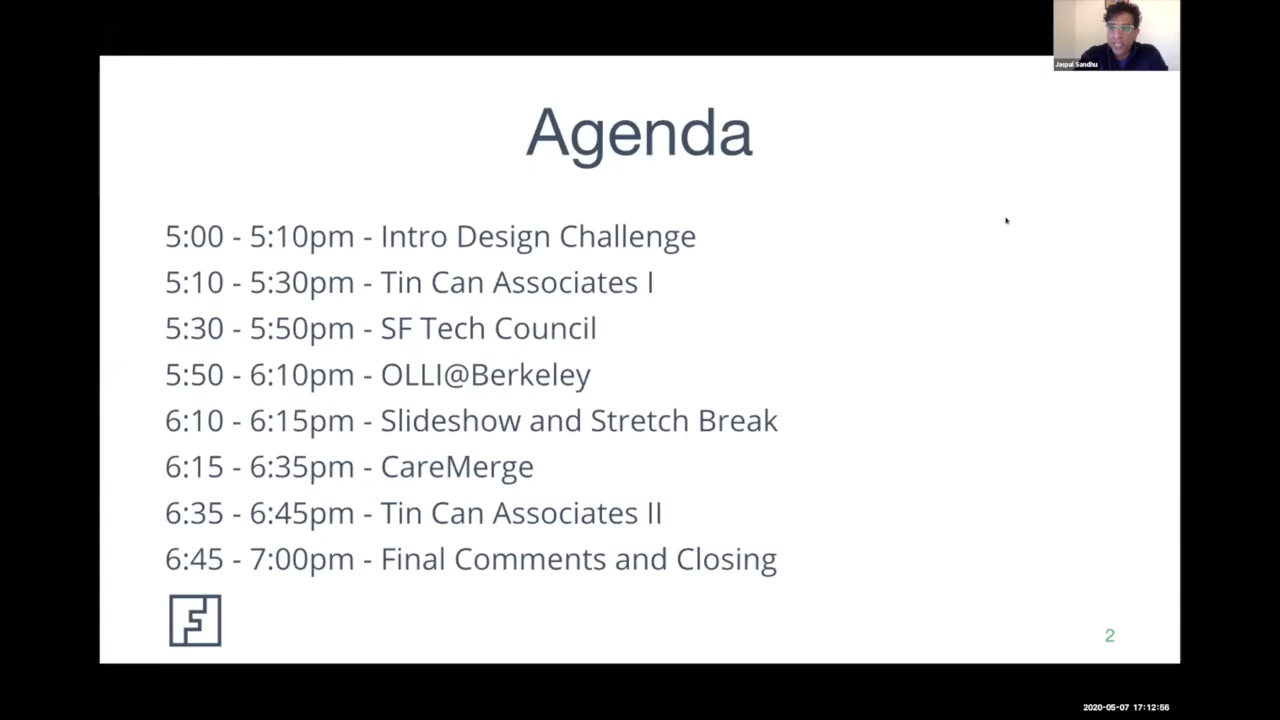 Jaspal Sandhu
Agenda
5:00 - 5:10pm - Intro Design Challenge
5:10 - 5:30pm - Tin Can Associates I
5:30 - 5:50pm - SF Tech Council
5:50 - 6:10pm - OLLI@Berkeley
6:10 - 6:15pm - Slideshow and Stretch Break
6:15 - 6:35pm - CareMerge
6:35 - 6:45pm - Tin Can Associates II
6:45 - 7:00pm - Final Comments and Closing
2
2020-05-07 17:12:56